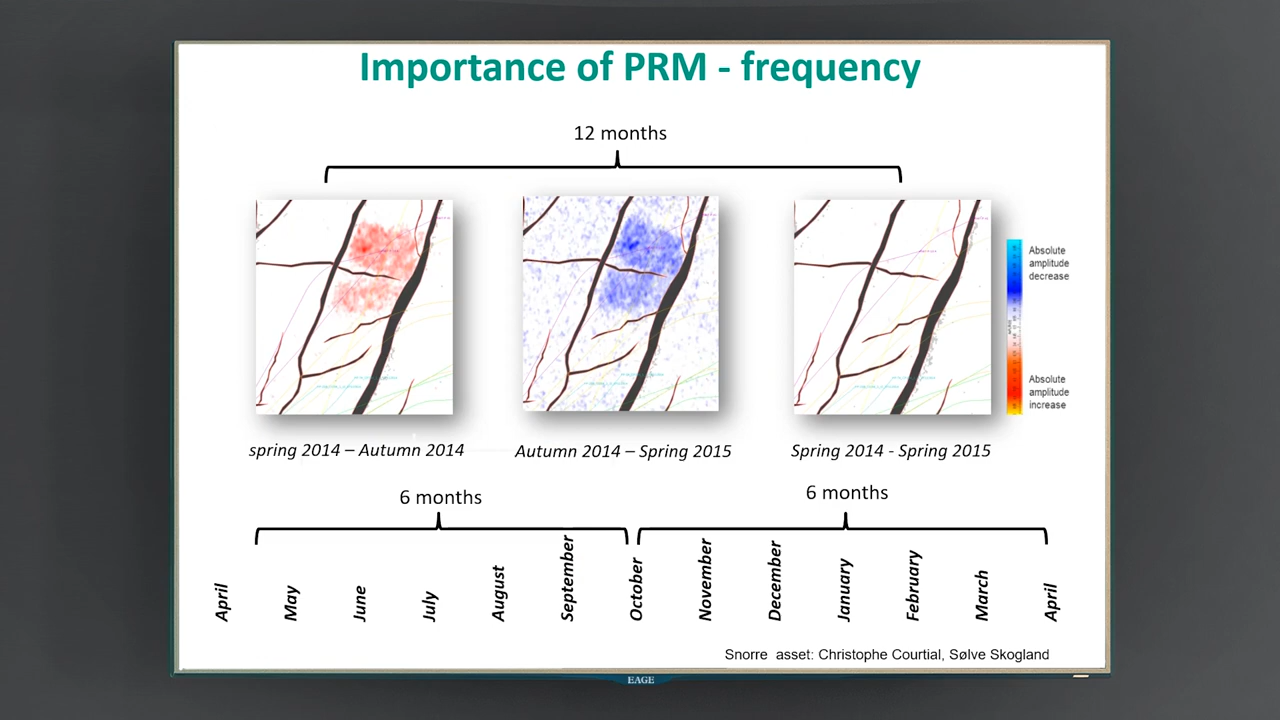 Importance of PRM - frequency
12 months
Absolute
amplitude
decrease
Absolute
amplitude
increase
spring 2014 – Autumn 2014
Autumn 2014 – Spring 2015
Spring 2014 - Spring 2015
6 months
6 months
April
May
June
July
August
September
October
November
December
January
February
March
April
Snorre asset: Christophe Courtial, Sølve Skogland
EAGE